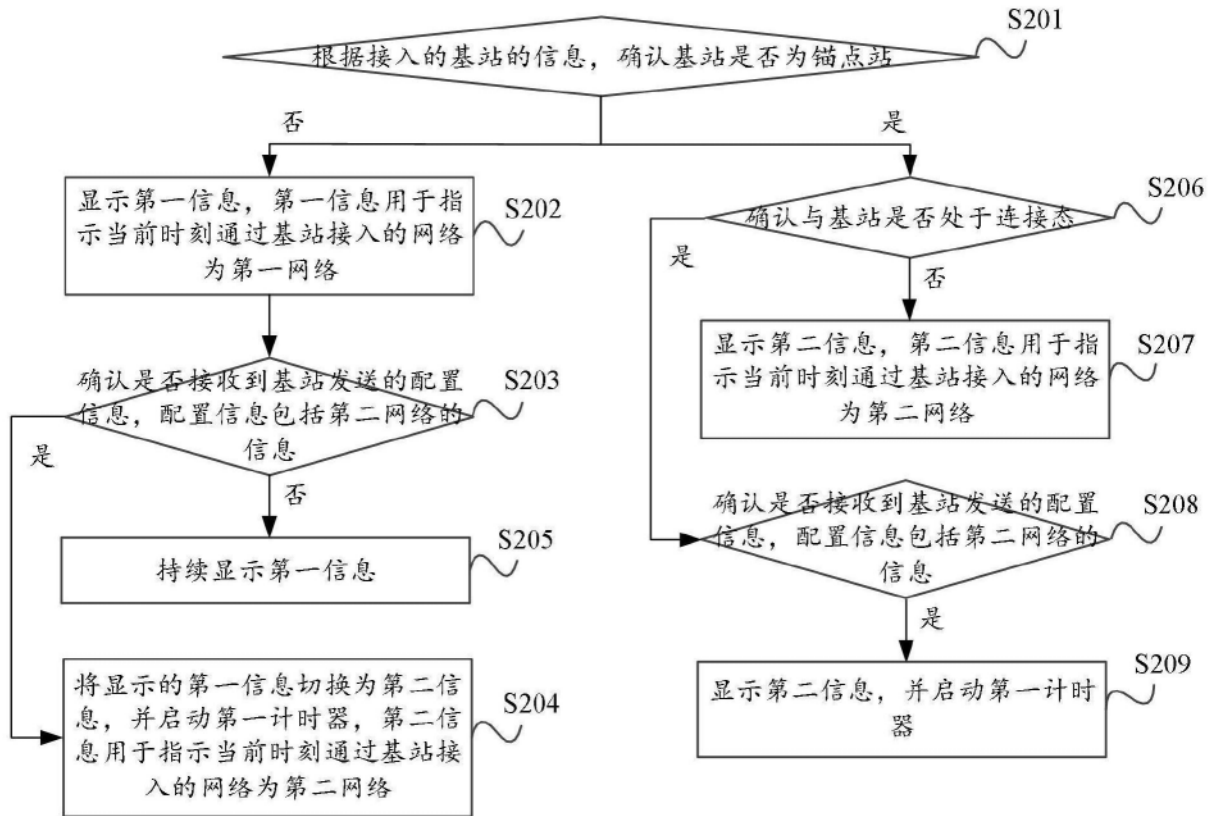 S201
根据接入的基站的信息，确认基站是否为锚点站
否
是
显示第一信息，第一信息用于指
示当前时刻通过基站接入的网络
为第一网络
S202
S206
确认与基站是否处于连接态
是
否
确认是否接收到基站发送的配置
信息，配置信息包括第二网络的
信息
S203
是
否
显示第二信息，第二信息用于指
示当前时刻通过基站接入的网络
为第二网络
S207
持续显示第一信息
S205
确认是否接收到基站发送的配置
信息，配置信息包括第二网络的
信息
S208
是
将显示的第一信息切换为第二信
息，并启动第一计时器，第二信
息用于指示当前时刻通过基站接
入的网络为第二网络
S204
显示第二信息，并启动第一计时
器
S209